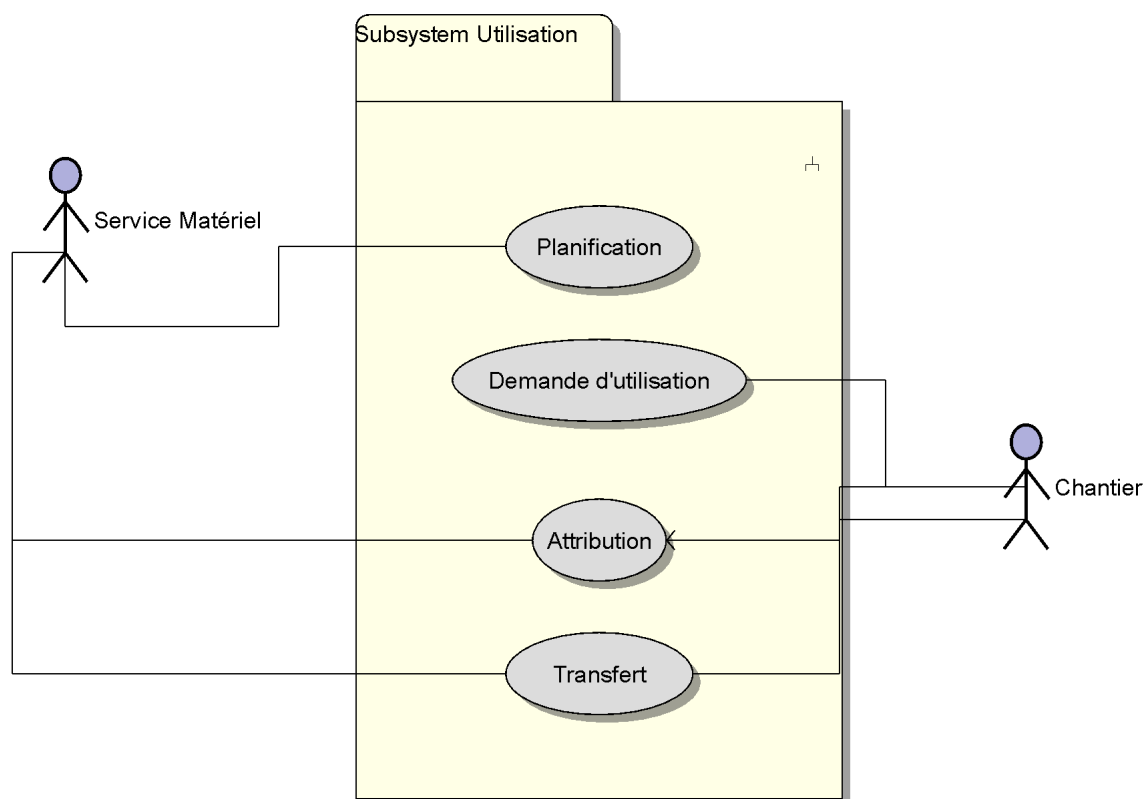 Subsystem Utilisation
Service Matériel
Planification
Demande d'utilisation
Chantier
Attribution
Transfert